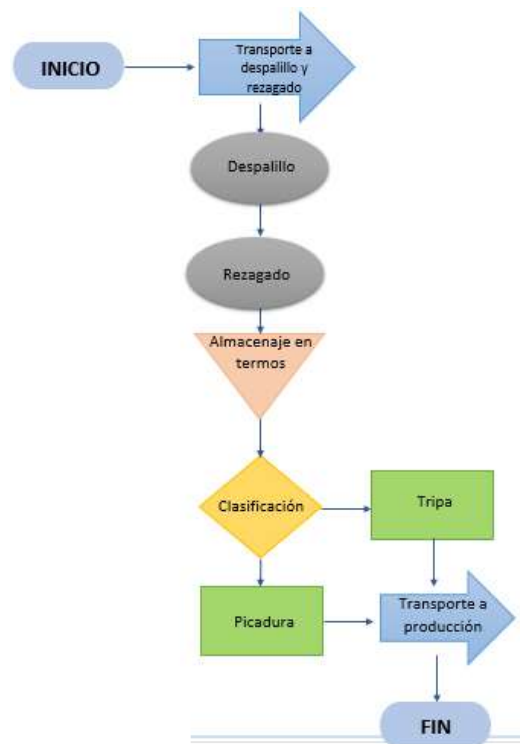 INICIO
Transporte a
despalillo y
rezagado
Despalillo
Rezagado
Almacenaje en
termos
Clasificación
Tripa
Picadura
Transporte a
producción
FIN